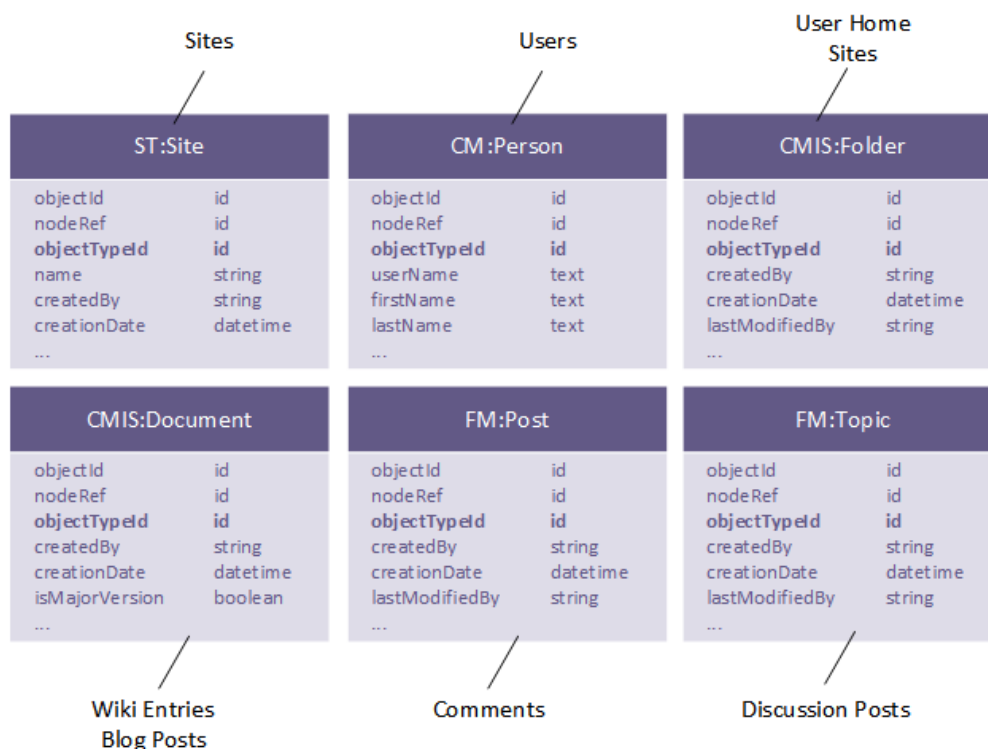 Sites
Users
User Home
Sites
ST:Site
objectId id
nodeRef id
objectTypeId id
name string
createdBy string
creationDate datetime
...
CM:Person
objectId id
nodeRef id
objectTypeId id
userName text
firstName text
lastName text
...
CMIS:Folder
objectId id
nodeRef id
objectTypeId id
createdBy string
creationDate datetime
lastModifiedBy string
...
CMIS:Document
objectId id
nodeRef id
objectTypeId id
createdBy string
creationDate datetime
isMajorVersion boolean
...
FM:Post
objectId id
nodeRef id
objectTypeId id
createdBy string
creationDate datetime
lastModifiedBy string
...
FM:Topic
objectId id
nodeRef id
objectTypeId id
createdBy string
creationDate datetime
lastModifiedBy string
...
Wiki Entries
Blog Posts
Comments
Discussion Posts